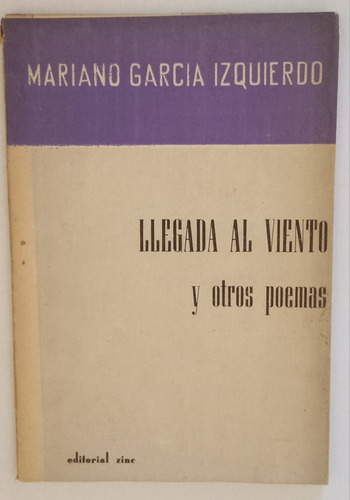 MARIANO GARCIA IZQUIERDO
LLEGADA AL VIENTO
y otros poemas
editorial zinc